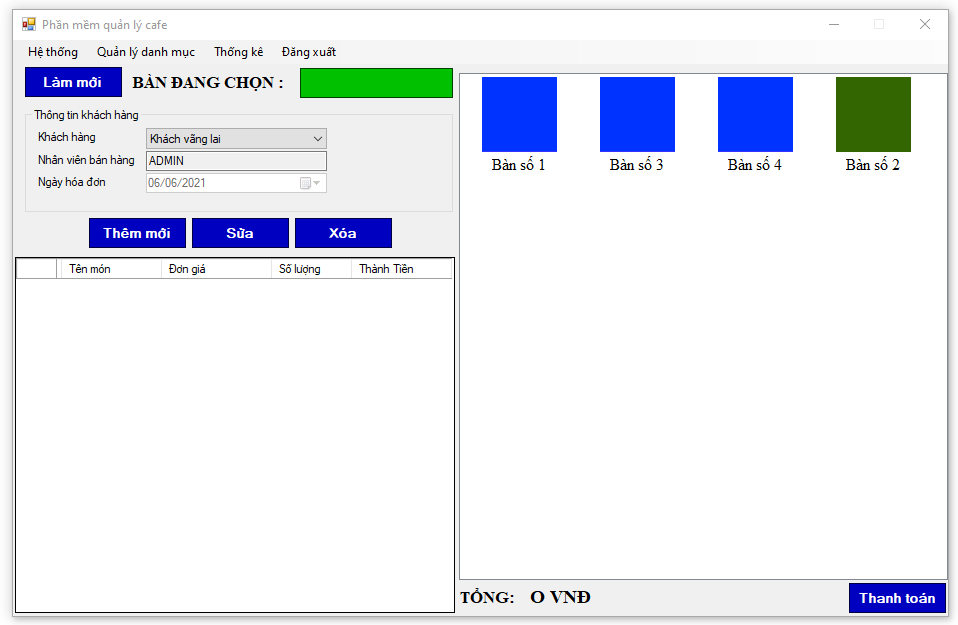 Phần mềm quản lý cafe
Hệ thống Quản lý danh mục Thống kê Đăng xuất
Làm mới BÀN ĐANG CHỌN :
Thông tin khách hàng
Khách hàng Khách vãng lai
Nhân viên bán hàng ADMIN
Ngày hóa đơn 06/06/2021
Thêm mới Sửa Xóa
Tên món Đơn giá Số lượng Thành Tiền
Bàn số 1 Bàn số 3 Bàn số 4 Bàn số 2
TỔNG: O VNĐ
Thanh toán